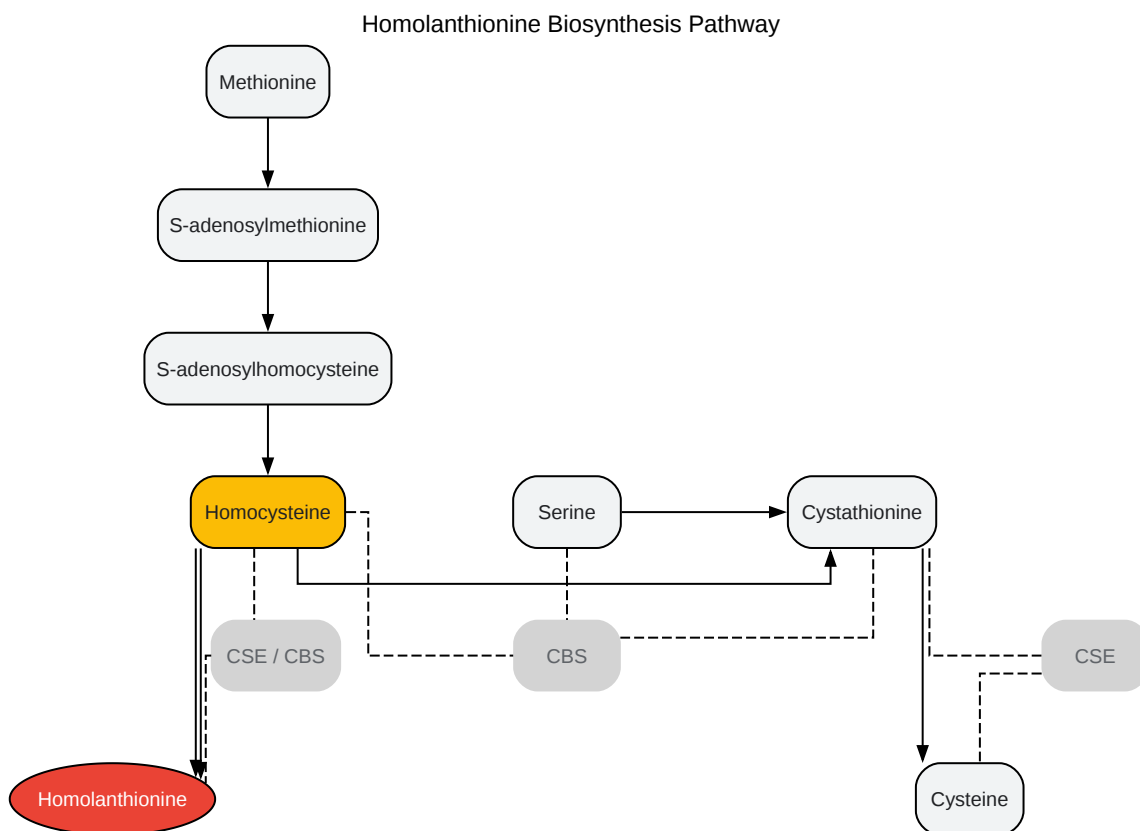 Homolanthionine Biosynthesis Pathway
Methionine
S-adenosylmethionine
S-adenosylhomocysteine
Homocysteine
Serine
Cystathionine
CSE / CBS
CBS
CSE
Homolanthionine
Cysteine